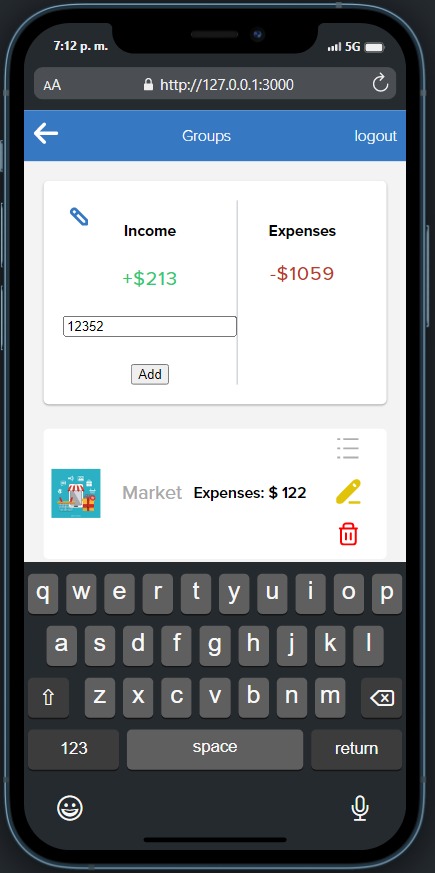 7:12 p. m.
5G
AA
http://127.0.0.1:3000
Groups
logout
Income
Expenses
+$213
-$1059
12352
Add
Market
Expenses: $ 122
q w e r t y u i o p
a s d f g h j k l
z x c v b n m
123
space
return